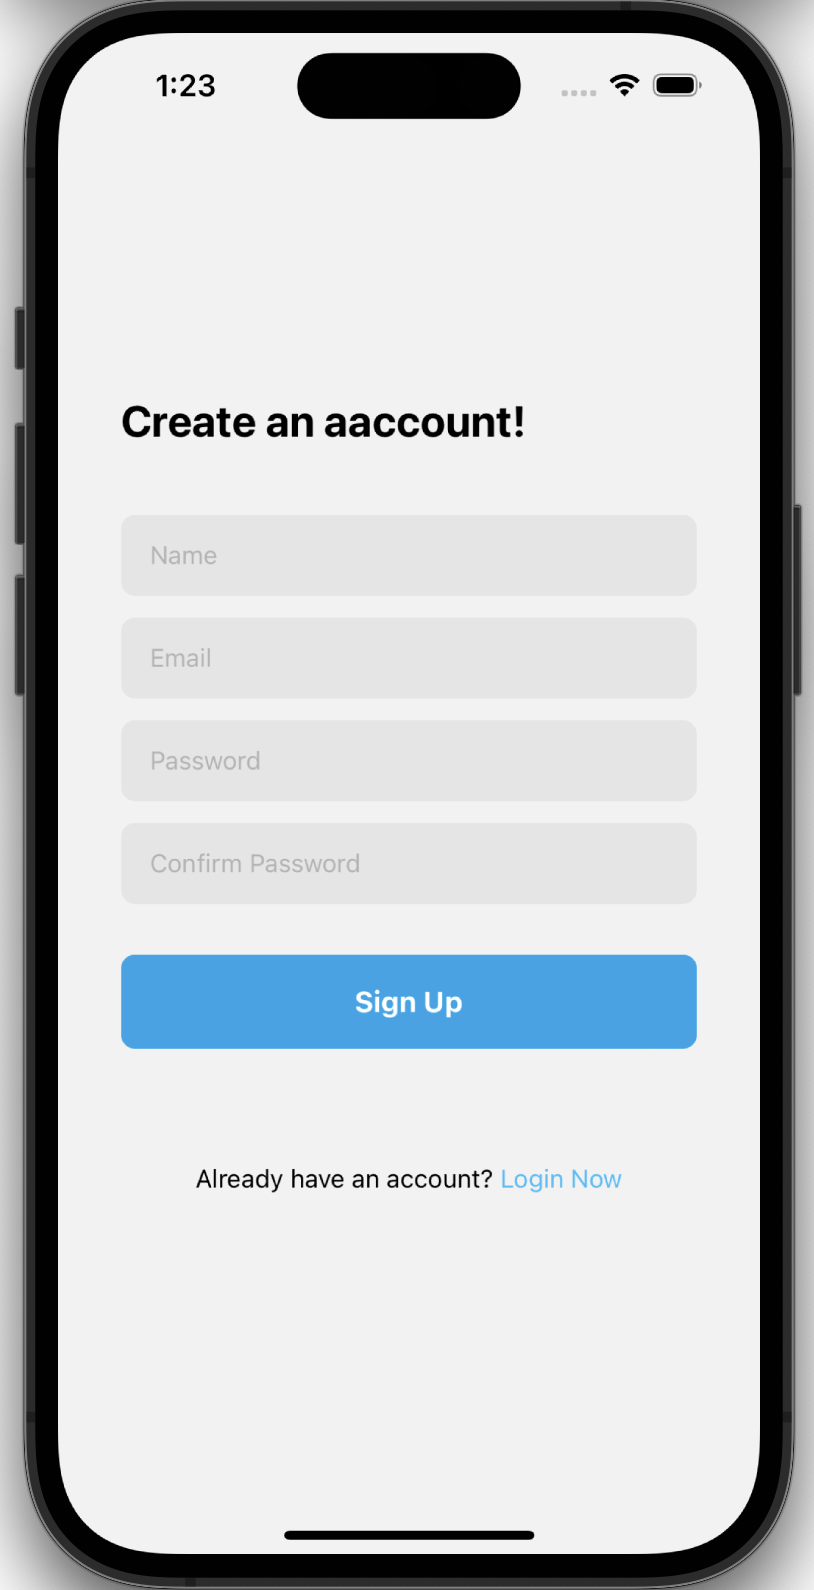 1:23
Create an aaccount!
Name
Email
Password
Confirm Password
Sign Up
Already have an account? Login Now